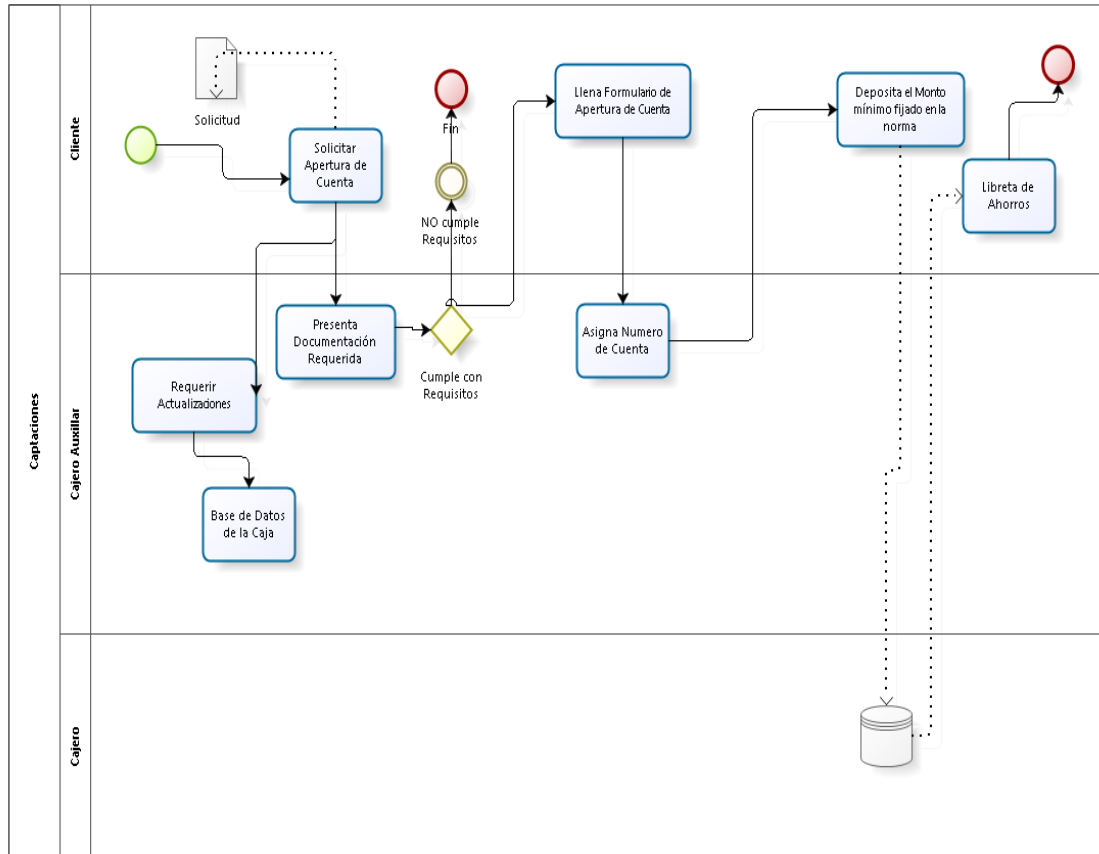 Captaciones
Cliente
Solicitud
Solicitar
Apertura de
Cuenta
Fin
NO cumple
Requisitos
Llena Formulario de
Apertura de Cuenta
Deposita el Monto
mínimo fijado en la
norma
Libreta de
Ahorros
Cajero Auxiliar
Presenta
Documentación
Requerida
Cumple con
Requisitos
Asigna Numero
de Cuenta
Requerir
Actualizaciones
Base de Datos
de la Caja
Cajero